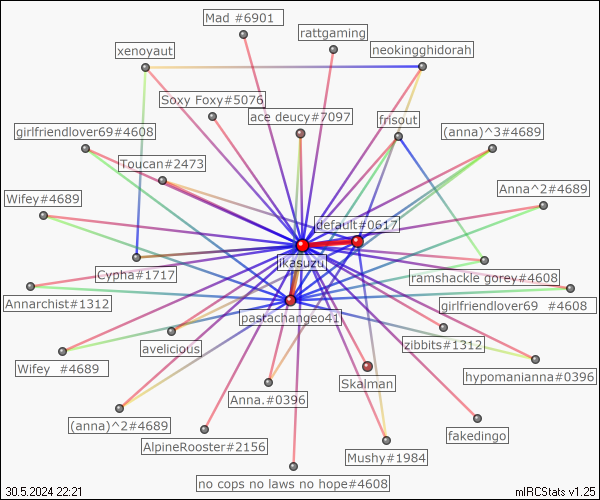 Mad #6901
rattgaming
xenoyaut
neokingghidorah
Soxy Foxy#5076
ace deucy#7097
frisout
girlfriendlover69#4608
(anna)^3#4689
Toucan#2473
Wifey#4689
Anna^2#4689
default#0617
ikasuzu
Cypha#1717
ramshackle gorey#4608
Annarchist#1312
girlfriendlover69 #4608
pastachangeo41
avelicious
zibbits#1312
Wifey #4689
hypomanianna#0396
Skalman
Anna.#0396
(anna)^2#4689
fakedingo
AlpineRooster#2156
Mushy#1984
no cops no laws no hope#4608
30.5.2024 22:21
mIRCStats v1.25